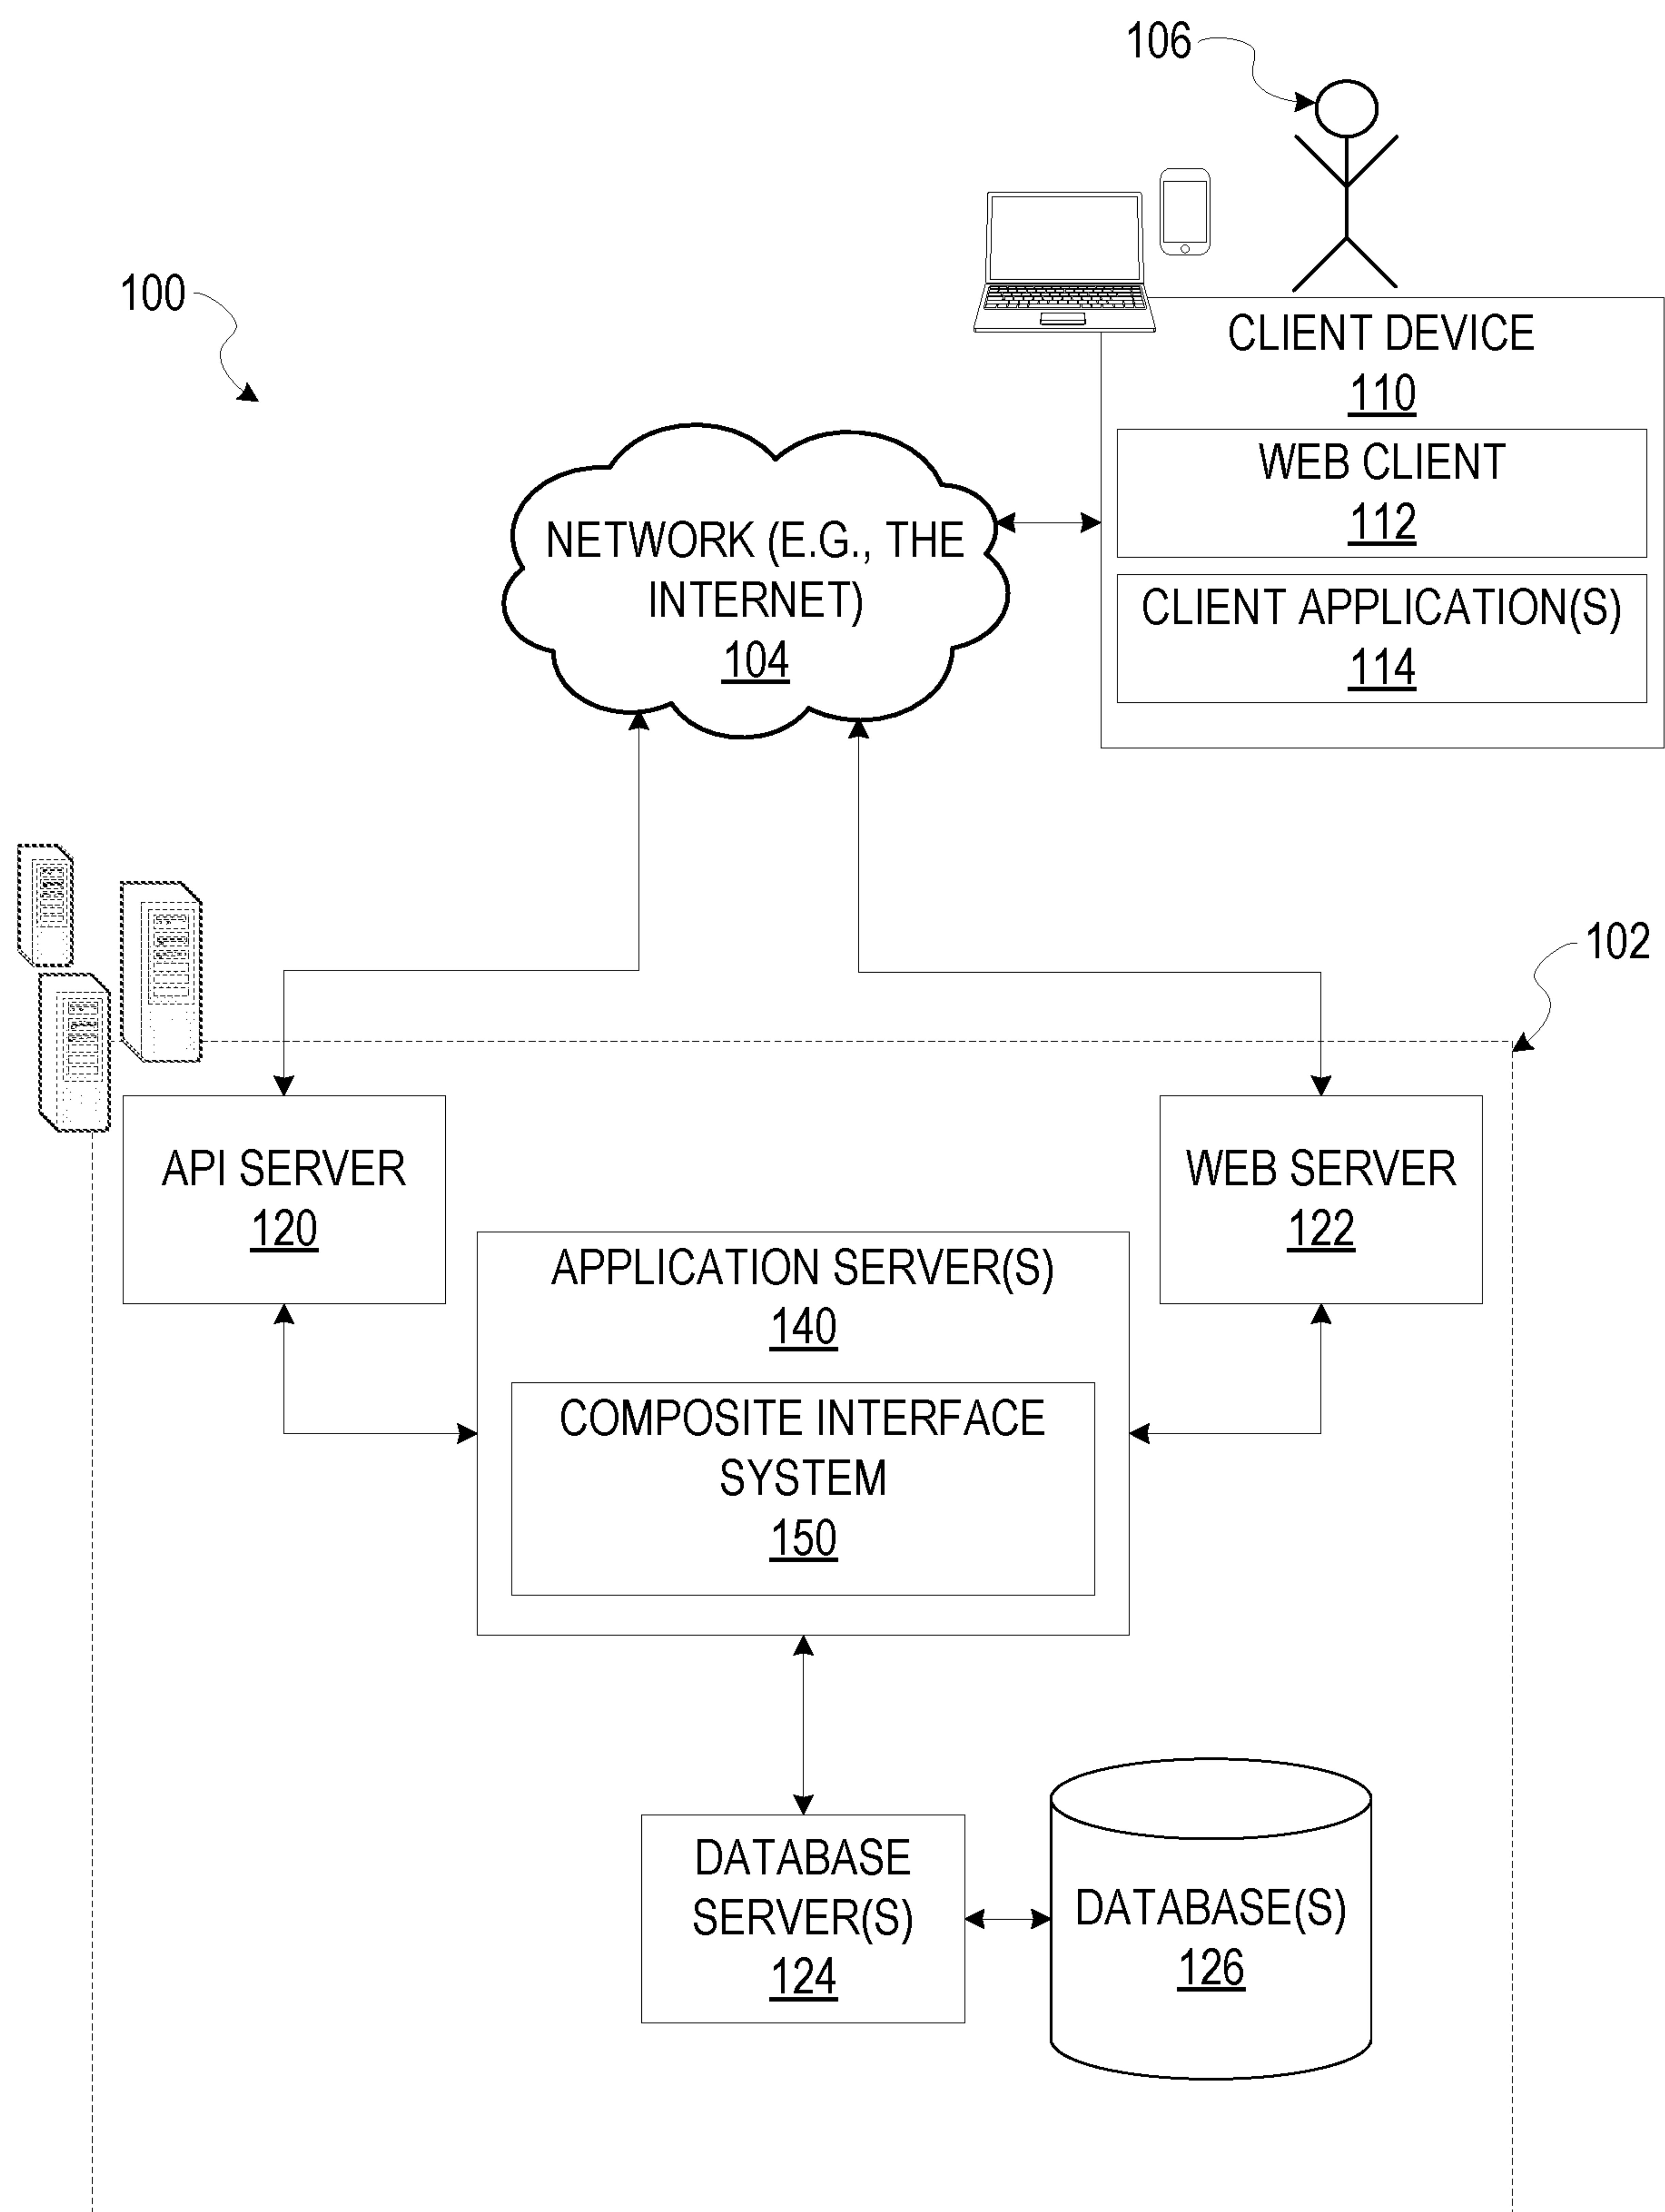 106
100
CLIENT DEVICE
110
WEB CLIENT
112
CLIENT APPLICATION(S)
114
NETWORK (E.G., THE
INTERNET)
104
102
API SERVER
120
WEB SERVER
122
APPLICATION SERVER(S)
140
COMPOSITE INTERFACE
SYSTEM
150
DATABASE
SERVER(S)
124
DATABASE(S)
126